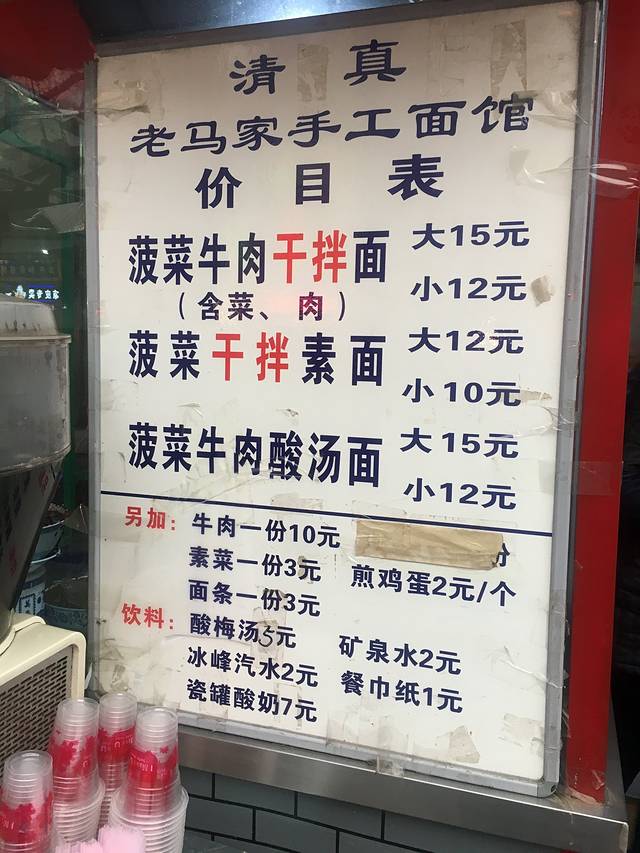 清真
老马家手工面馆
价目表
菠菜牛肉干拌面 大15元
（含菜、肉） 小12元
菠菜干拌素面 大12元
小10元
菠菜牛肉酸汤面 大15元
小12元
另加：牛肉一份10元
素菜一份3元 煎鸡蛋2元/个
面条一份3元
饮料：酸梅汤5元 矿泉水2元
冰峰汽水2元 餐巾纸1元
瓷罐酸奶7元